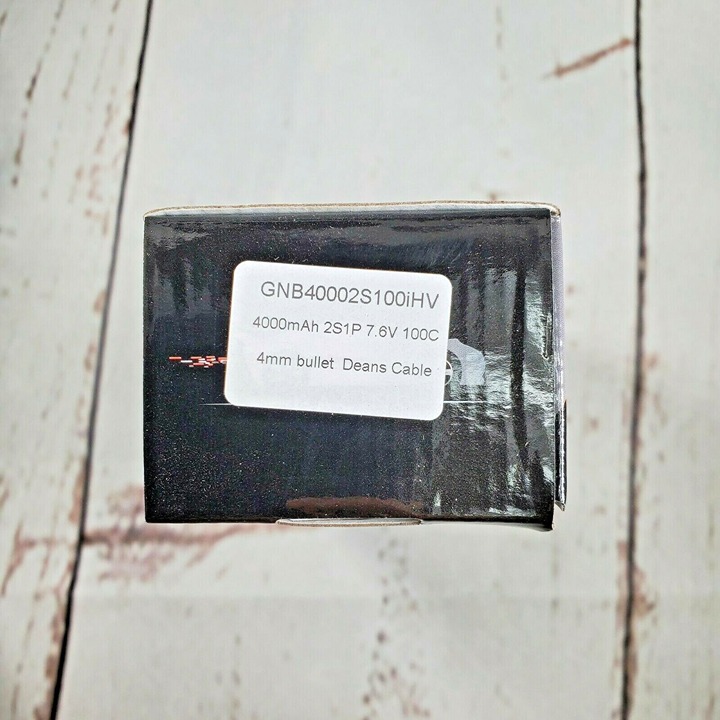 GNB40002S100iHV
4000mAh 2S1P 7.6V 100C
4mm bullet Deans Cable